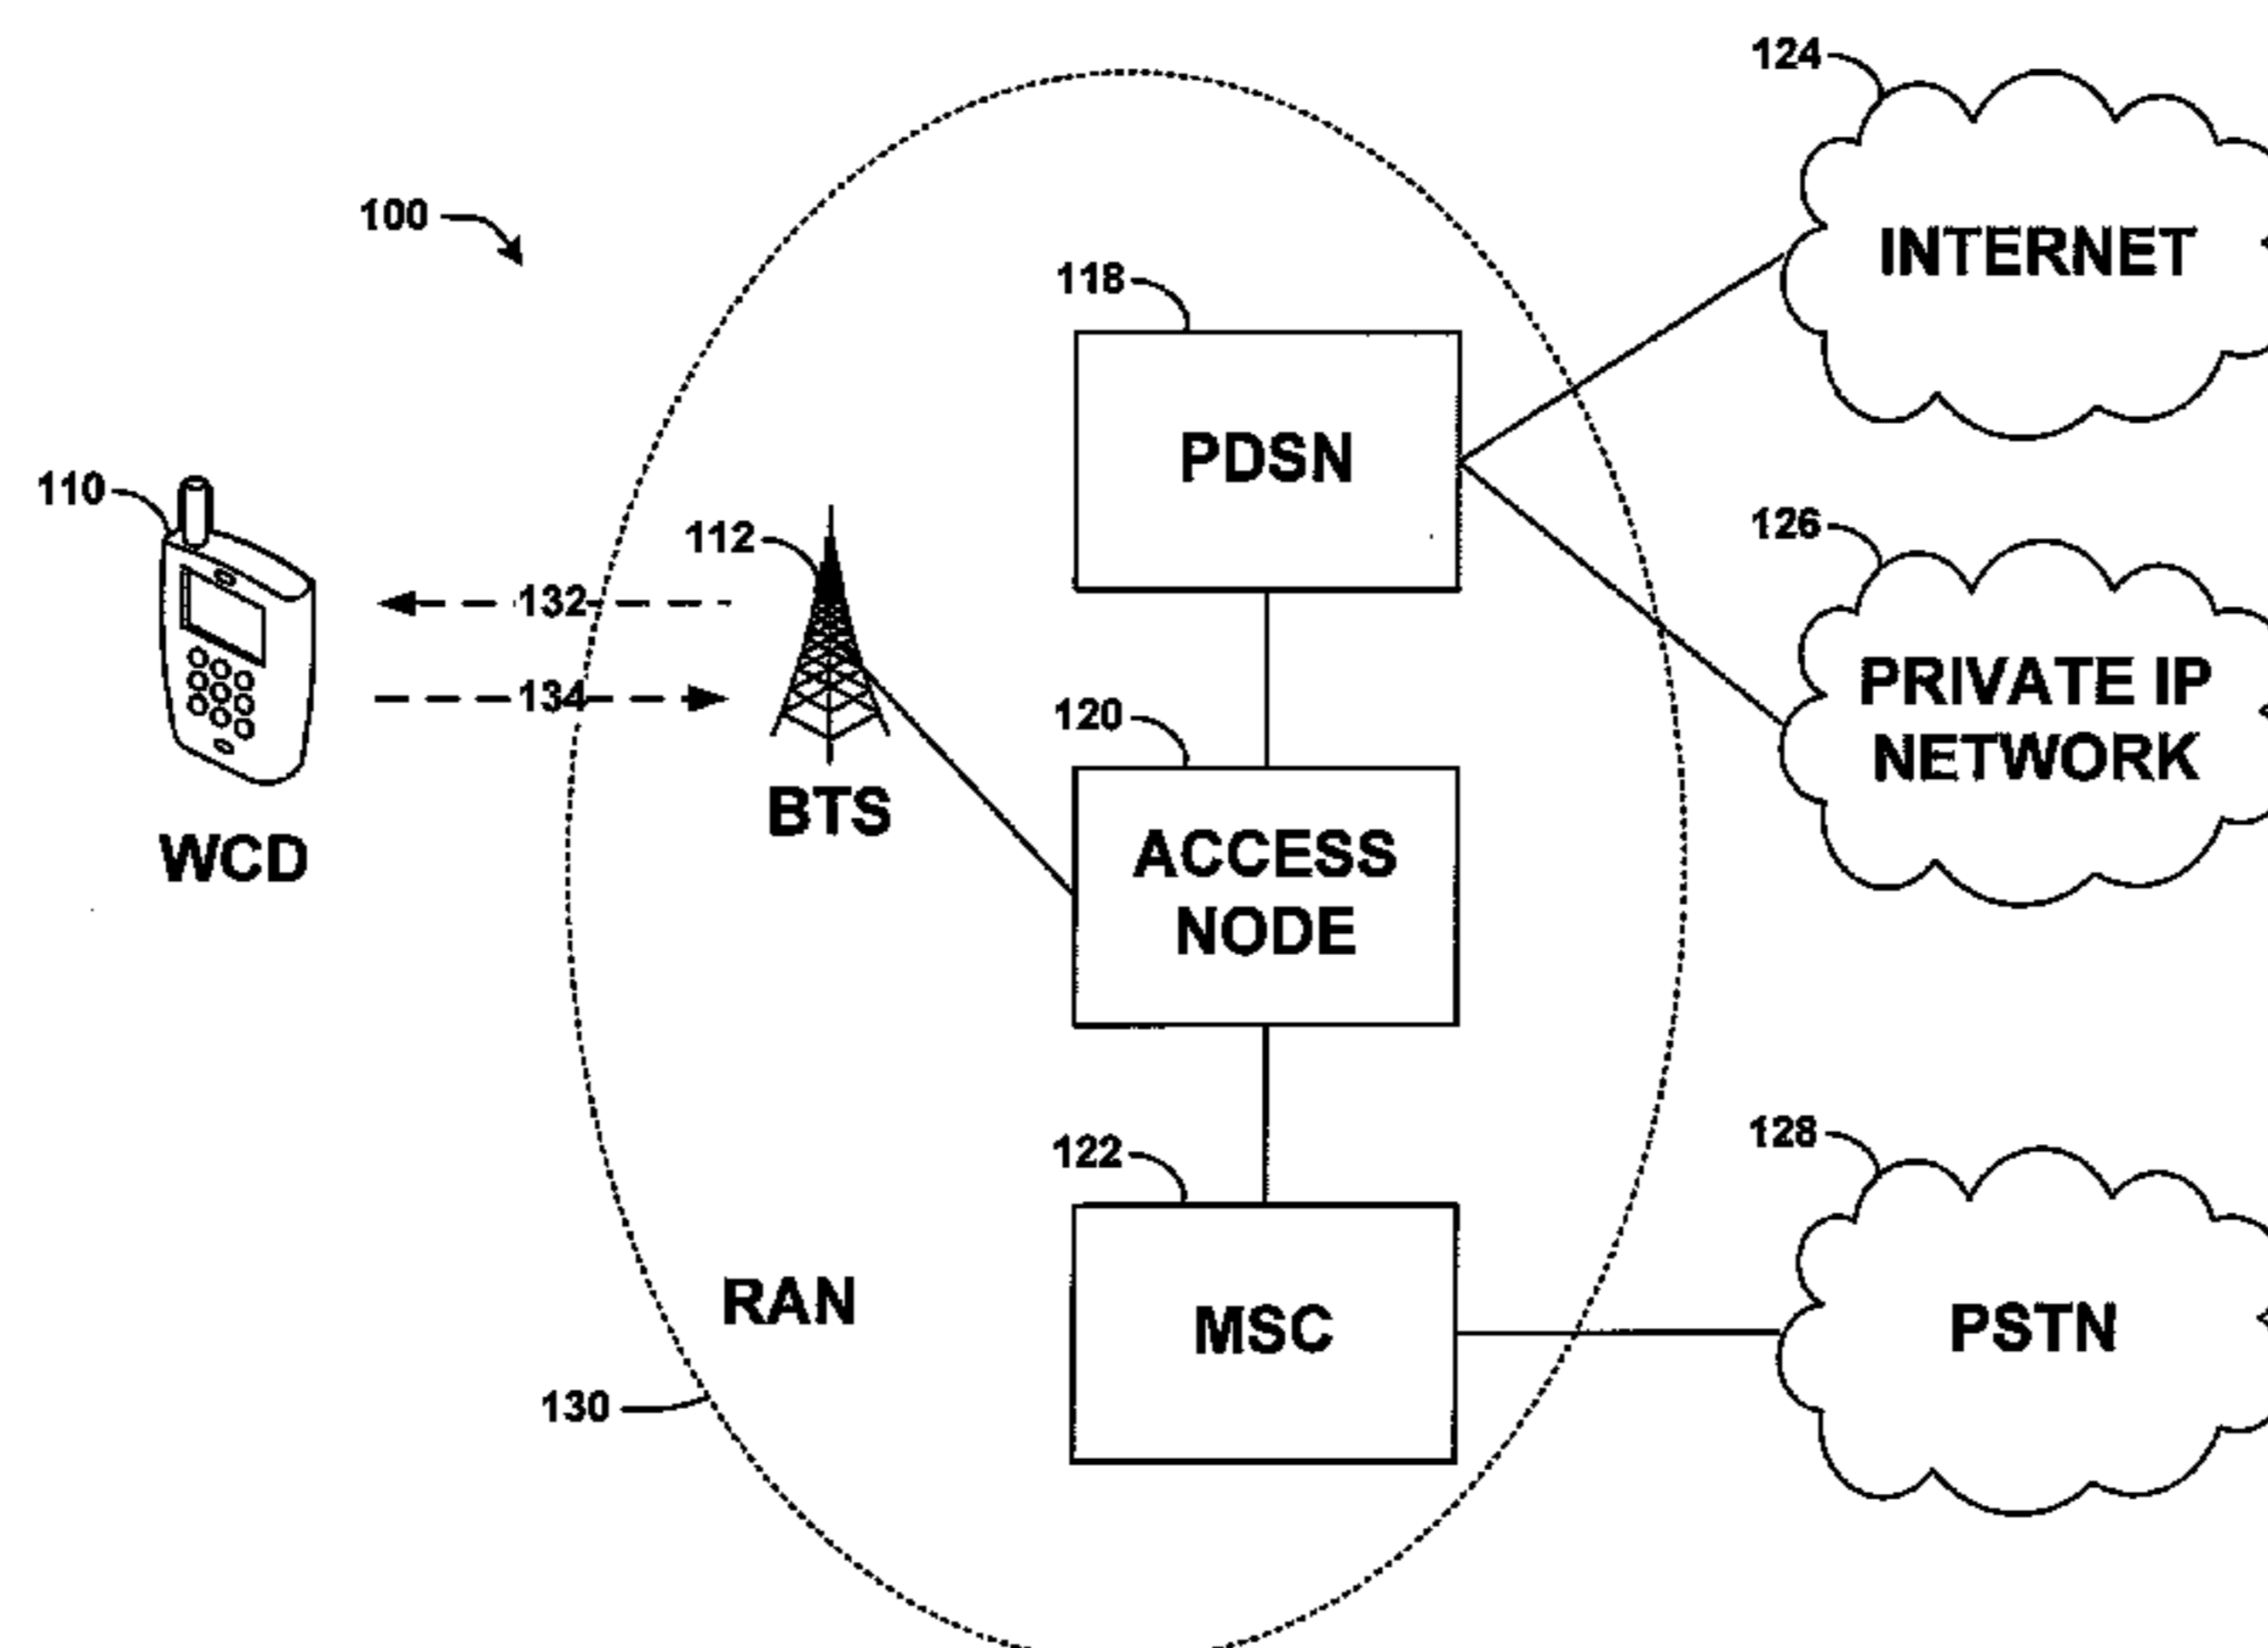 124
100
INTERNET
118
PDSN
110
126
112
132
PRIVATE IP
NETWORK
134
120
BTS
WCD
ACCESS
NODE
128
122
RAN
MSC
PSTN
130